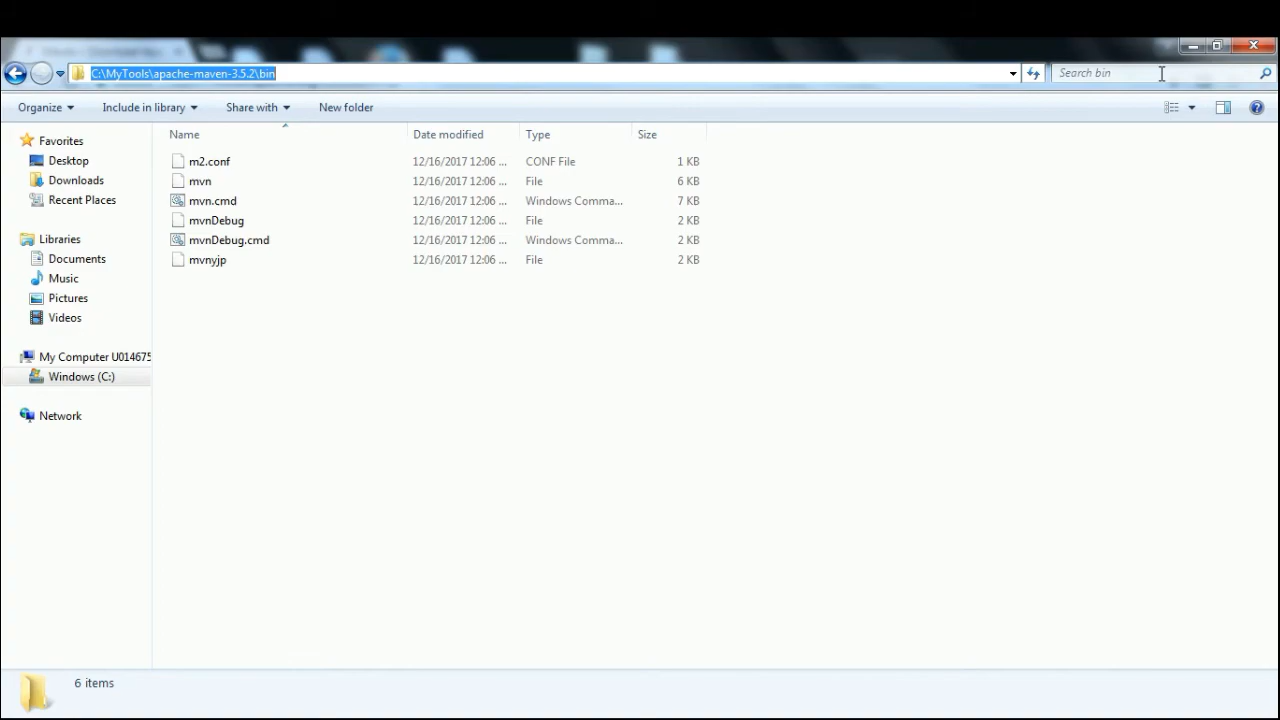 C:\MyTools\apache-maven-3.5.2\bin
Search bin
Organize Include in library Share with New folder
Name Date modified Type Size
Favorites
Desktop
Downloads
Recent Places
Libraries
Documents
Music
Pictures
Videos
My Computer U014675
Windows (C:)
Network
m2.conf 12/16/2017 12:06 ... CONF File 1 KB
mvn 12/16/2017 12:06 ... File 6 KB
mvn.cmd 12/16/2017 12:06 ... Windows Comma... 7 KB
mvnDebug 12/16/2017 12:06 ... File 2 KB
mvnDebug.cmd 12/16/2017 12:06 ... Windows Comma... 2 KB
mvnyjp 12/16/2017 12:06 ... File 2 KB
6 items